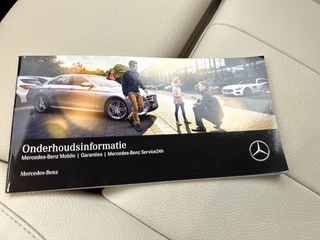 Onderhoudsinformatie
Mercedes-Benz Mobilo | Garanties | Mercedes-Benz Service24h
Mercedes-Benz